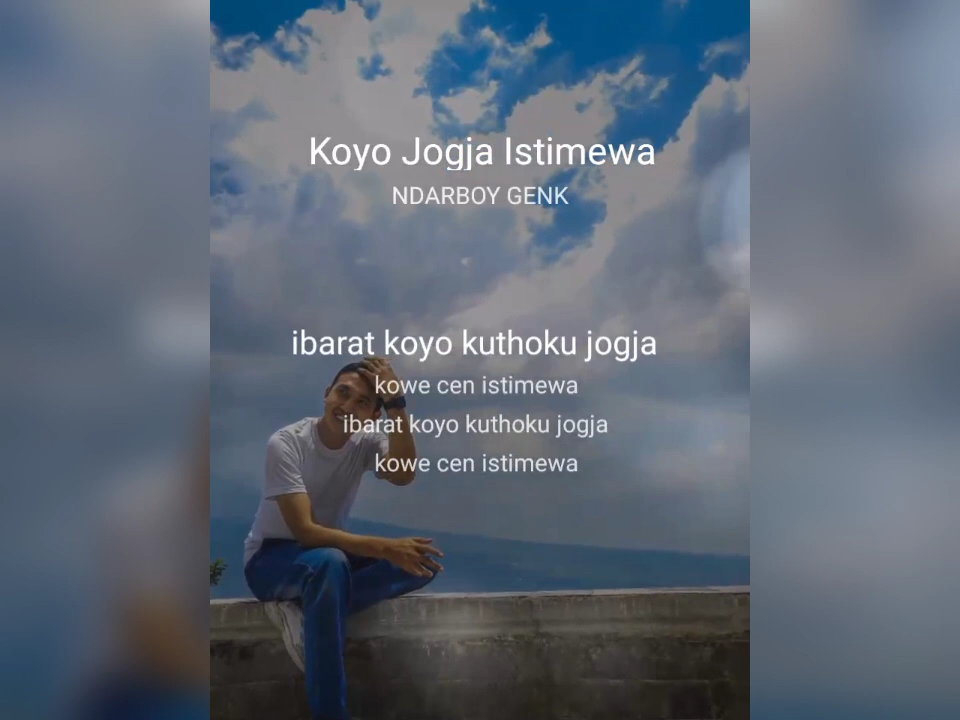 Koyo Jogja Istimewa
NDARBOY GENK
ibarat koyo kuthoku jogja
kowe cen istimewa
ibarat koyo kuthoku jogja
kowe cen istimewa